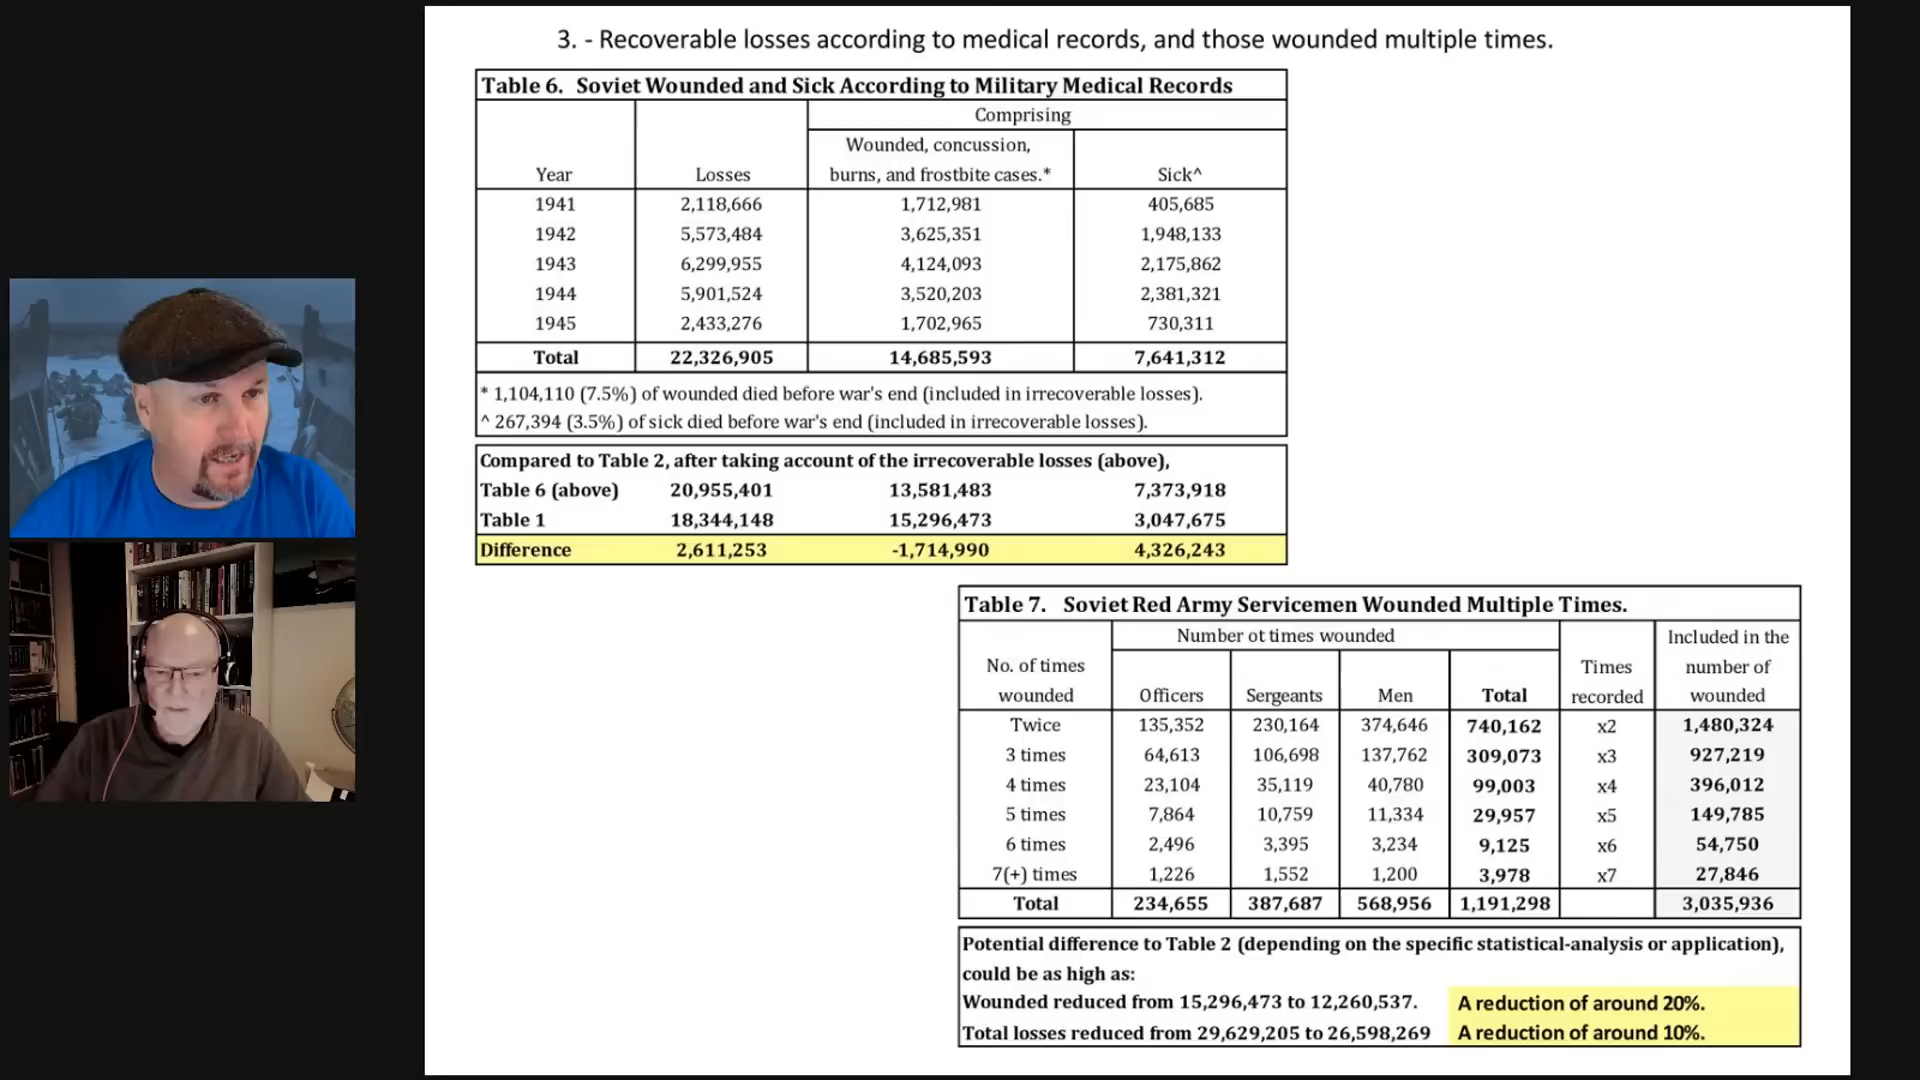 3. - Recoverable losses according to medical records, and those wounded multiple times.
Table 6. Soviet Wounded and Sick According to Military Medical Records
Comprising
Wounded, concussion,
Year Losses burns, and frostbite cases.* Sick^
1941 2,118,666 1,712,981 405,685
1942 5,573,484 3,625,351 1,948,133
1943 6,299,955 4,124,093 2,175,862
1944 5,901,524 3,520,203 2,381,321
1945 2,433,276 1,702,965 730,311
Total 22,326,905 14,685,593 7,641,312
* 1,104,110 (7.5%) of wounded died before war's end (included in irrecoverable losses).
^ 267,394 (3.5%) of sick died before war's end (included in irrecoverable losses).
Compared to Table 2, after taking account of the irrecoverable losses (above),
Table 6 (above) 20,955,401 13,581,483 7,373,918
Table 1 18,344,148 15,296,473 3,047,675
Difference 2,611,253 -1,714,990 4,326,243
Table 7. Soviet Red Army Servicemen Wounded Multiple Times.
Number ot times wounded Included in the
No. of times Times number of
wounded Officers Sergeants Men Total recorded wounded
Twice 135,352 230,164 374,646 740,162 x2 1,480,324
3 times 64,613 106,698 137,762 309,073 x3 927,219
4 times 23,104 35,119 40,780 99,003 x4 396,012
5 times 7,864 10,759 11,334 29,957 x5 149,785
6 times 2,496 3,395 3,234 9,125 x6 54,750
7(+) times 1,226 1,552 1,200 3,978 x7 27,846
Total 234,655 387,687 568,956 1,191,298 3,035,936
Potential difference to Table 2 (depending on the specific statistical-analysis or application),
could be as high as:
Wounded reduced from 15,296,473 to 12,260,537. A reduction of around 20%.
Total losses reduced from 29,629,205 to 26,598,269 A reduction of around 10%.